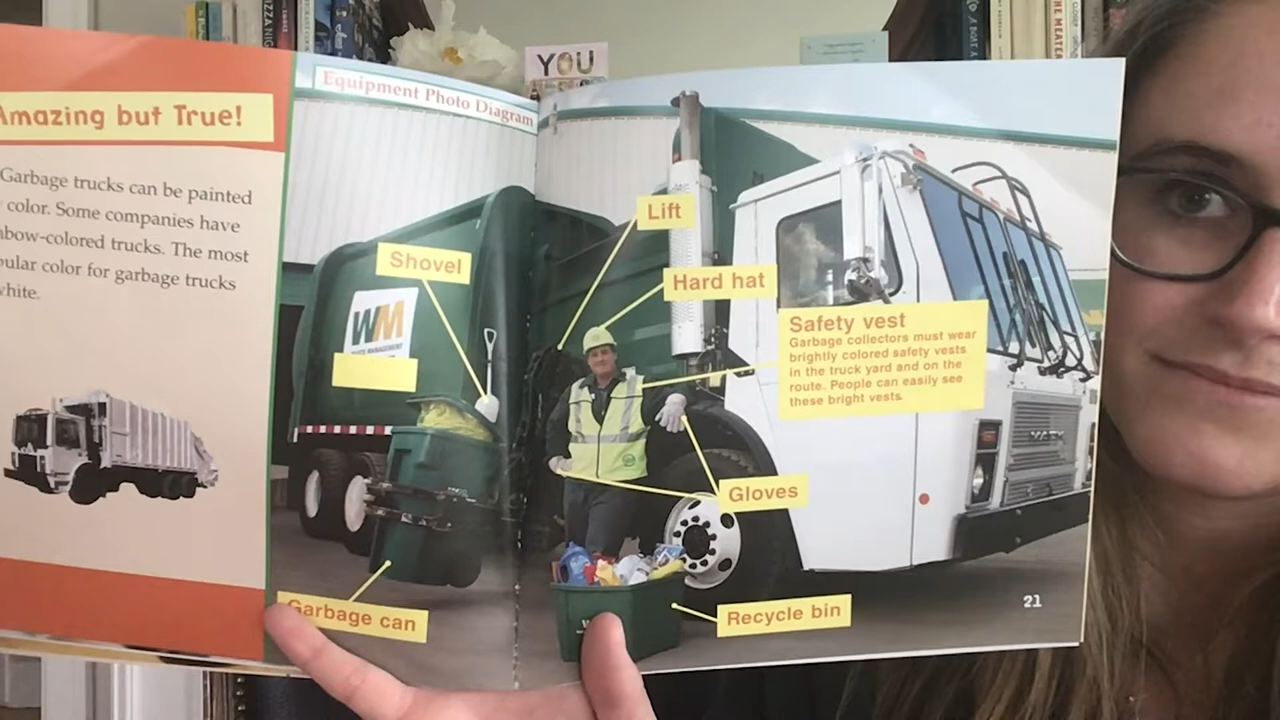 YOU
Amazing but True!
Garbage trucks can be painted
color. Some companies have
bow-colored trucks. The most
ular color for garbage trucks
white.
Equipment Photo Diagram
Shovel
Lift
Hard hat
Safety vest
Garbage collectors must wear
brightly colored safety vests
in the truck yard and on the
route. People can easily see
these bright vests.
WM
Gloves
MACK
Garbage can
Recycle bin
21